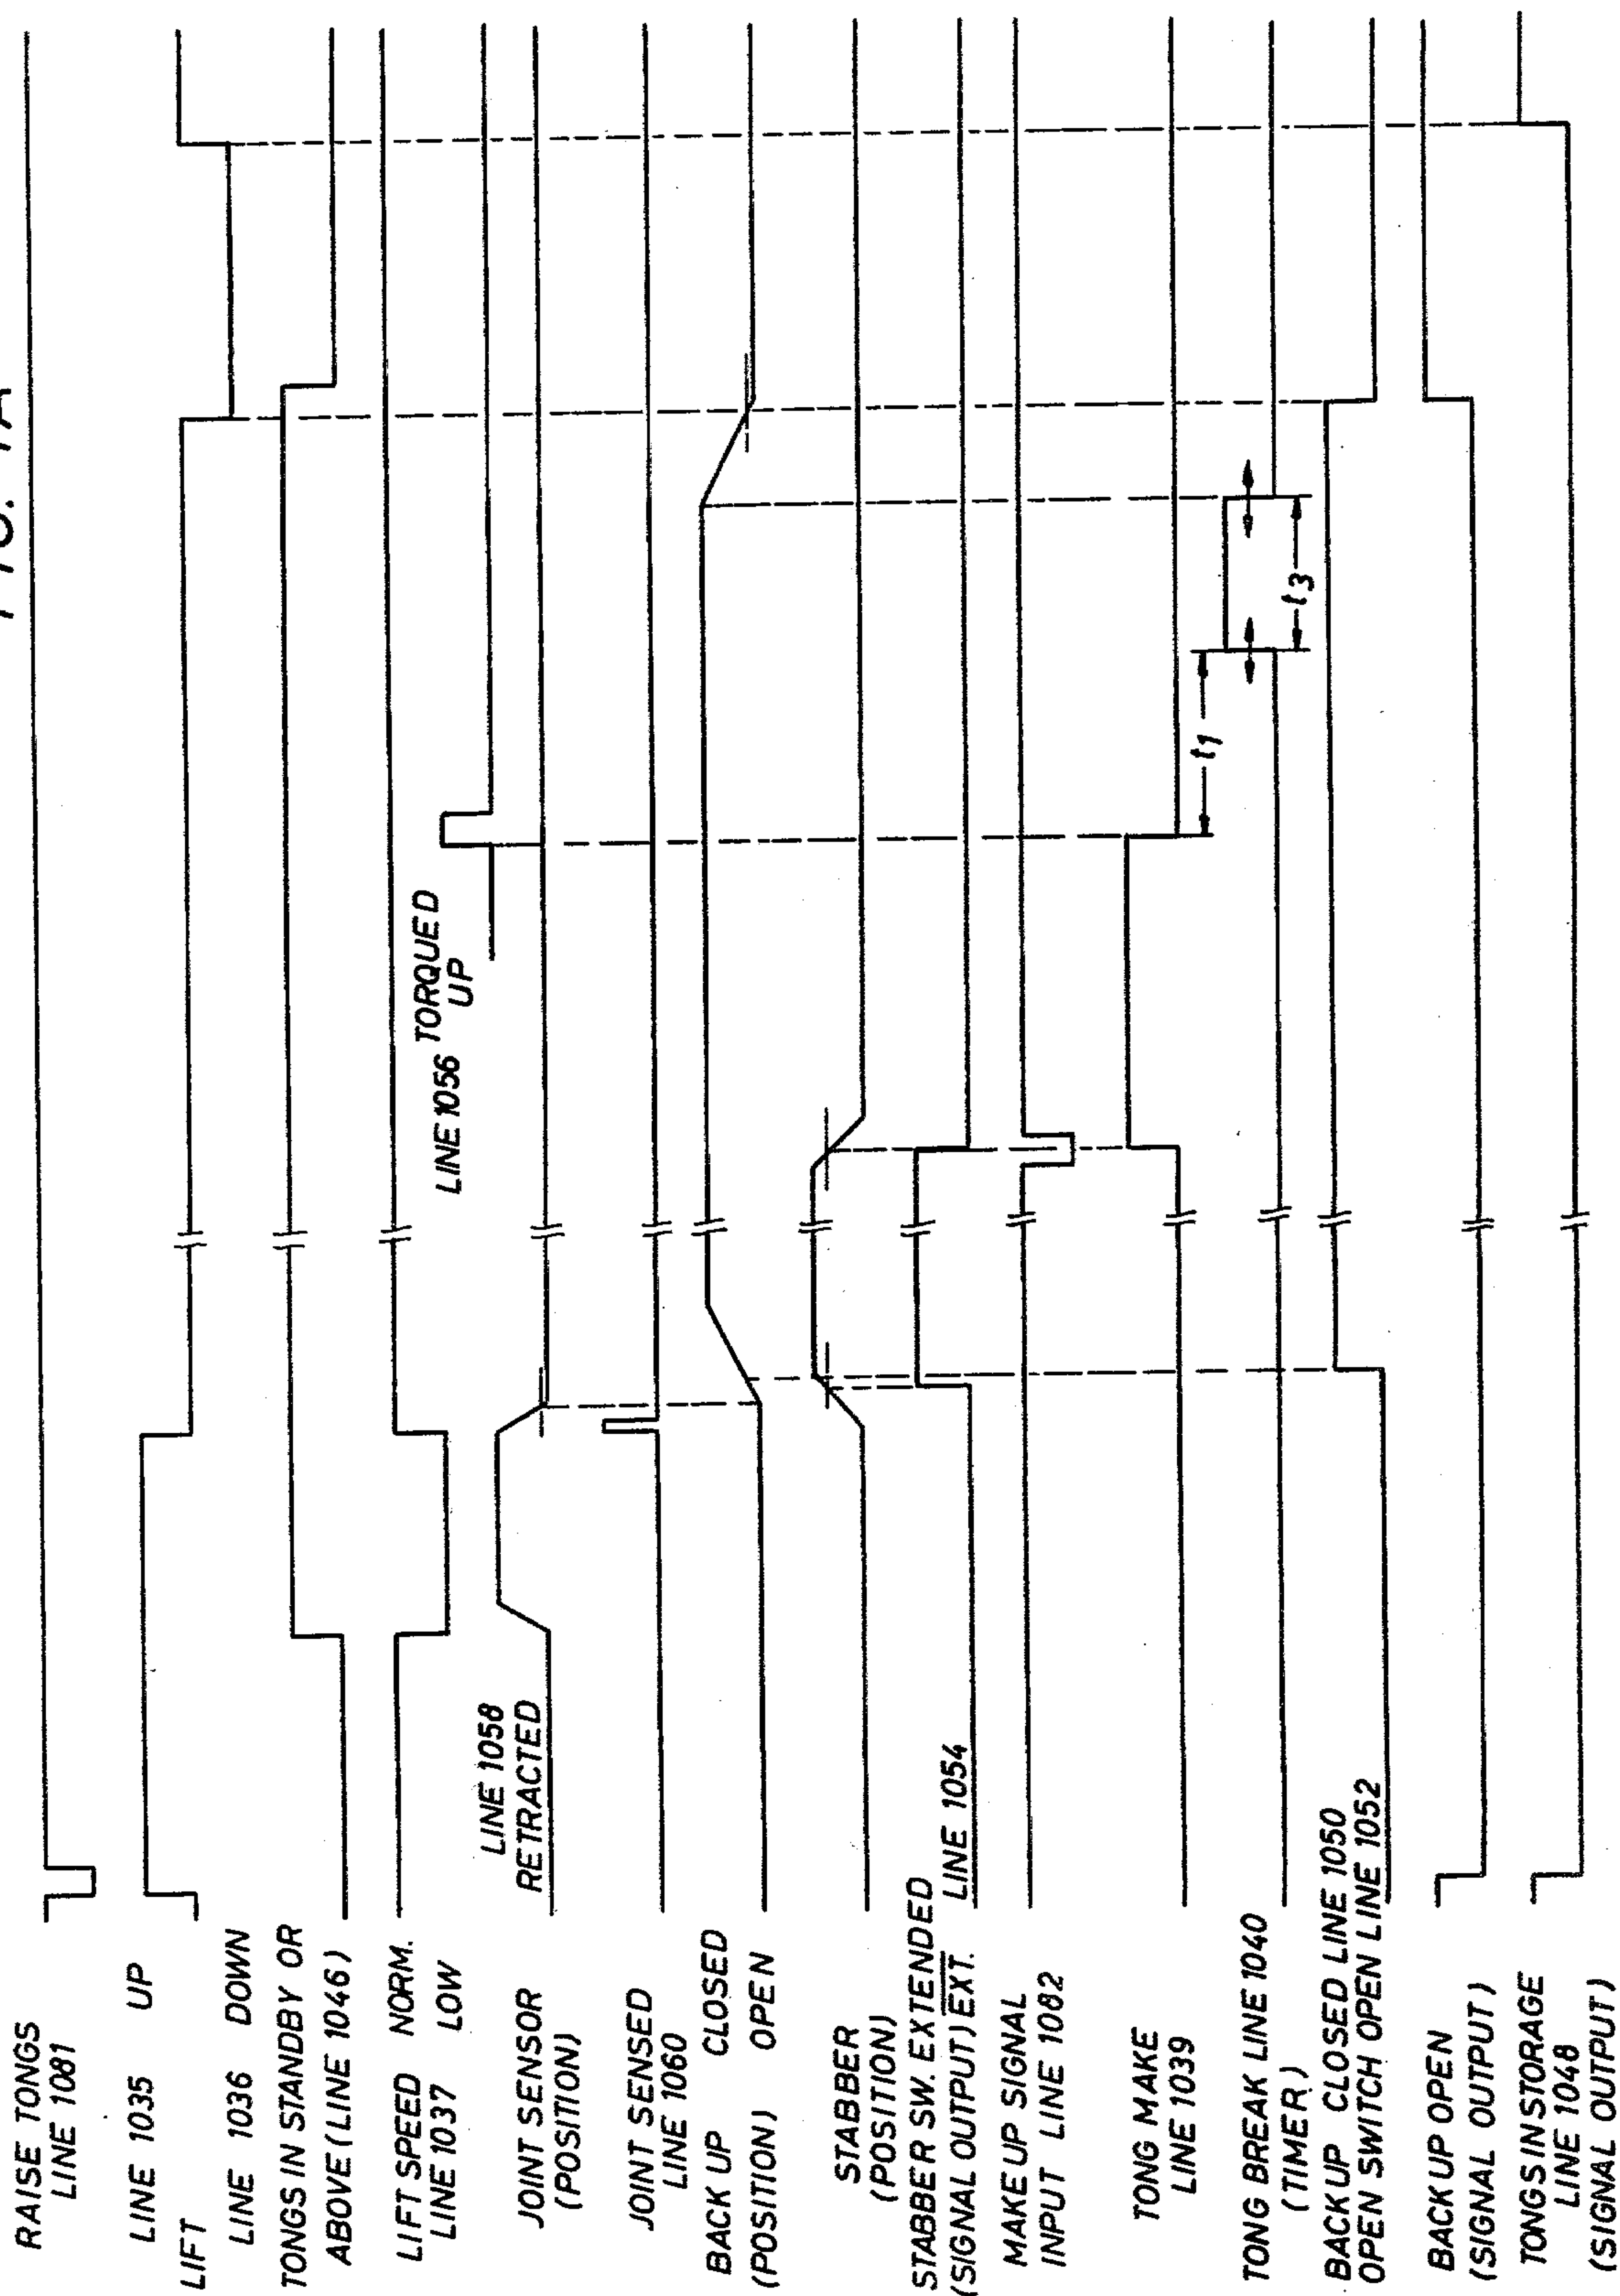 RAISE TONGS
LINE 1081
LINE 1035 UP
LIFT
LINE 1036 DOWN
TONGS IN STANDBY OR
ABOVE (LINE 1046)
LIFT SPEED NORM.
LINE 1037 LOW
LINE 1056 TORQUED
UP
LINE 1058
RETRACTED
JOINT SENSOR
(POSITION)
JOINT SENSED
LINE 1060
BACK UP CLOSED
(POSITION) OPEN
STABBER
(POSITION)
STABBER SW. EXTENDED
(SIGNAL OUTPUT) EXT. LINE 1054
MAKE UP SIGNAL
INPUT LINE 1082
TONG MAKE
LINE 1039
t1
t3
TONG BREAK LINE 1040
(TIMER)
BACK UP CLOSED LINE 1050
OPEN SWITCH OPEN LINE 1052
BACK UP OPEN
(SIGNAL OUTPUT)
TONGS IN STORAGE
LINE 1048
(SIGNAL OUTPUT)